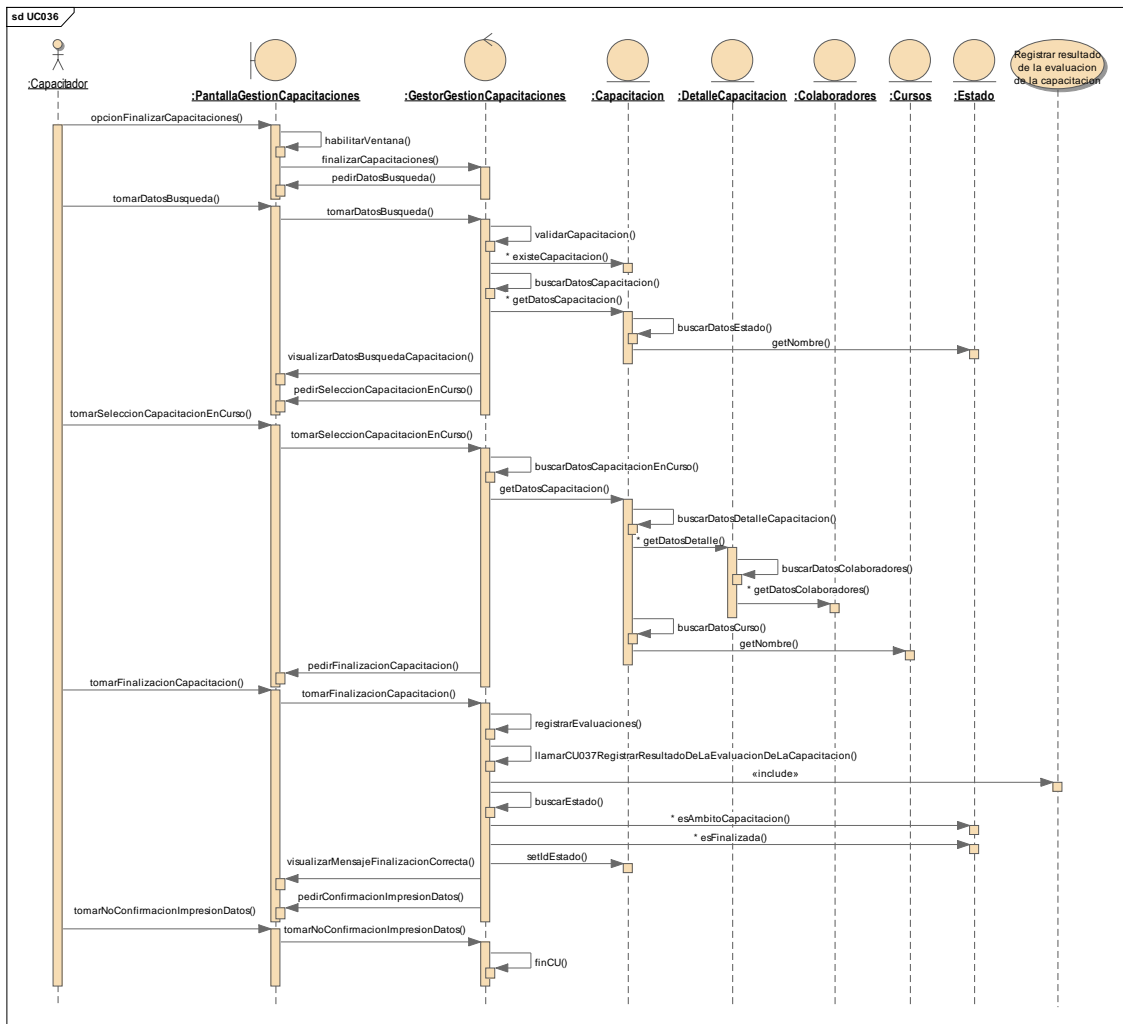 sd UC036
:Capacitador
:PantallaGestionCapacitaciones
:GestorGestionCapacitaciones
:Capacitacion
:DetalleCapacitacion
:Colaboradores
:Cursos
:Estado
Registrar resultado
de la evaluacion
de la capacitacion
opcionFinalizarCapacitaciones()
habilitarVentana()
finalizarCapacitaciones()
pedirDatosBusqueda()
tomarDatosBusqueda()
tomarDatosBusqueda()
validarCapacitacion()
* existeCapacitacion()
buscarDatosCapacitacion()
* getDatosCapacitacion()
buscarDatosEstado()
getNombre()
visualizarDatosBusquedaCapacitacion()
pedirSeleccionCapacitacionEnCurso()
tomarSeleccionCapacitacionEnCurso()
tomarSeleccionCapacitacionEnCurso()
buscarDatosCapacitacionEnCurso()
getDatosCapacitacion()
buscarDatosDetalleCapacitacion()
* getDatosDetalle()
buscarDatosColaboradores()
* getDatosColaboradores()
buscarDatosCurso()
getNombre()
pedirFinalizacionCapacitacion()
tomarFinalizacionCapacitacion()
tomarFinalizacionCapacitacion()
registrarEvaluaciones()
llamarCU037RegistrarResultadoDeLaEvaluacionDeLaCapacitacion()
«include»
buscarEstado()
* esAmbitoCapacitacion()
* esFinalizada()
setIdEstado()
visualizarMensajeFinalizacionCorrecta()
pedirConfirmacionImpresionDatos()
tomarNoConfirmacionImpresionDatos()
tomarNoConfirmacionImpresionDatos()
finCU()